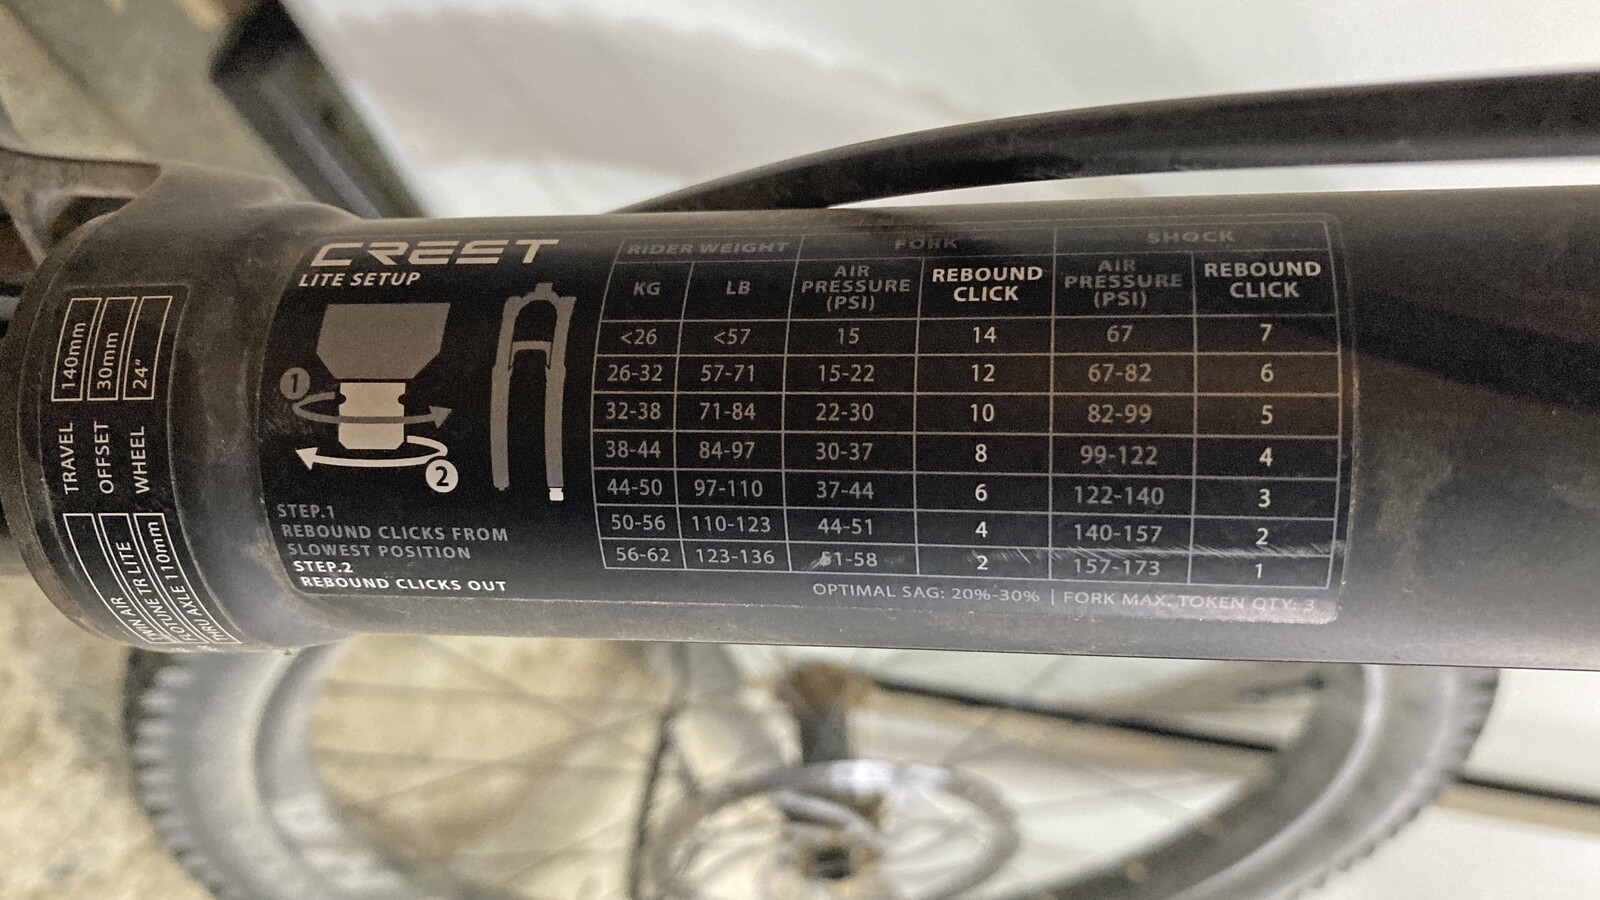 CREST
LITE SETUP
1
2
STEP.1
REBOUND CLICKS FROM
SLOWEST POSITION
STEP.2
REBOUND CLICKS OUT
RIDER WEIGHT FORK SHOCK
KG LB AIR PRESSURE (PSI) REBOUND CLICK AIR PRESSURE (PSI) REBOUND CLICK
<26 <57 15 14 67 7
26-32 57-71 15-22 12 67-82 6
32-38 71-84 22-30 10 82-99 5
38-44 84-97 30-37 8 99-122 4
44-50 97-110 37-44 6 122-140 3
50-56 110-123 44-51 4 140-157 2
56-62 123-136 51-58 2 157-173 1
OPTIMAL SAG: 20%-30% | FORK MAX. TOKEN QTY: 3
TRAVEL 140mm
OFFSET 30mm
WHEEL 24"
TWIN AIR
ROTUNE TR LITE
THRU AXLE 110mm